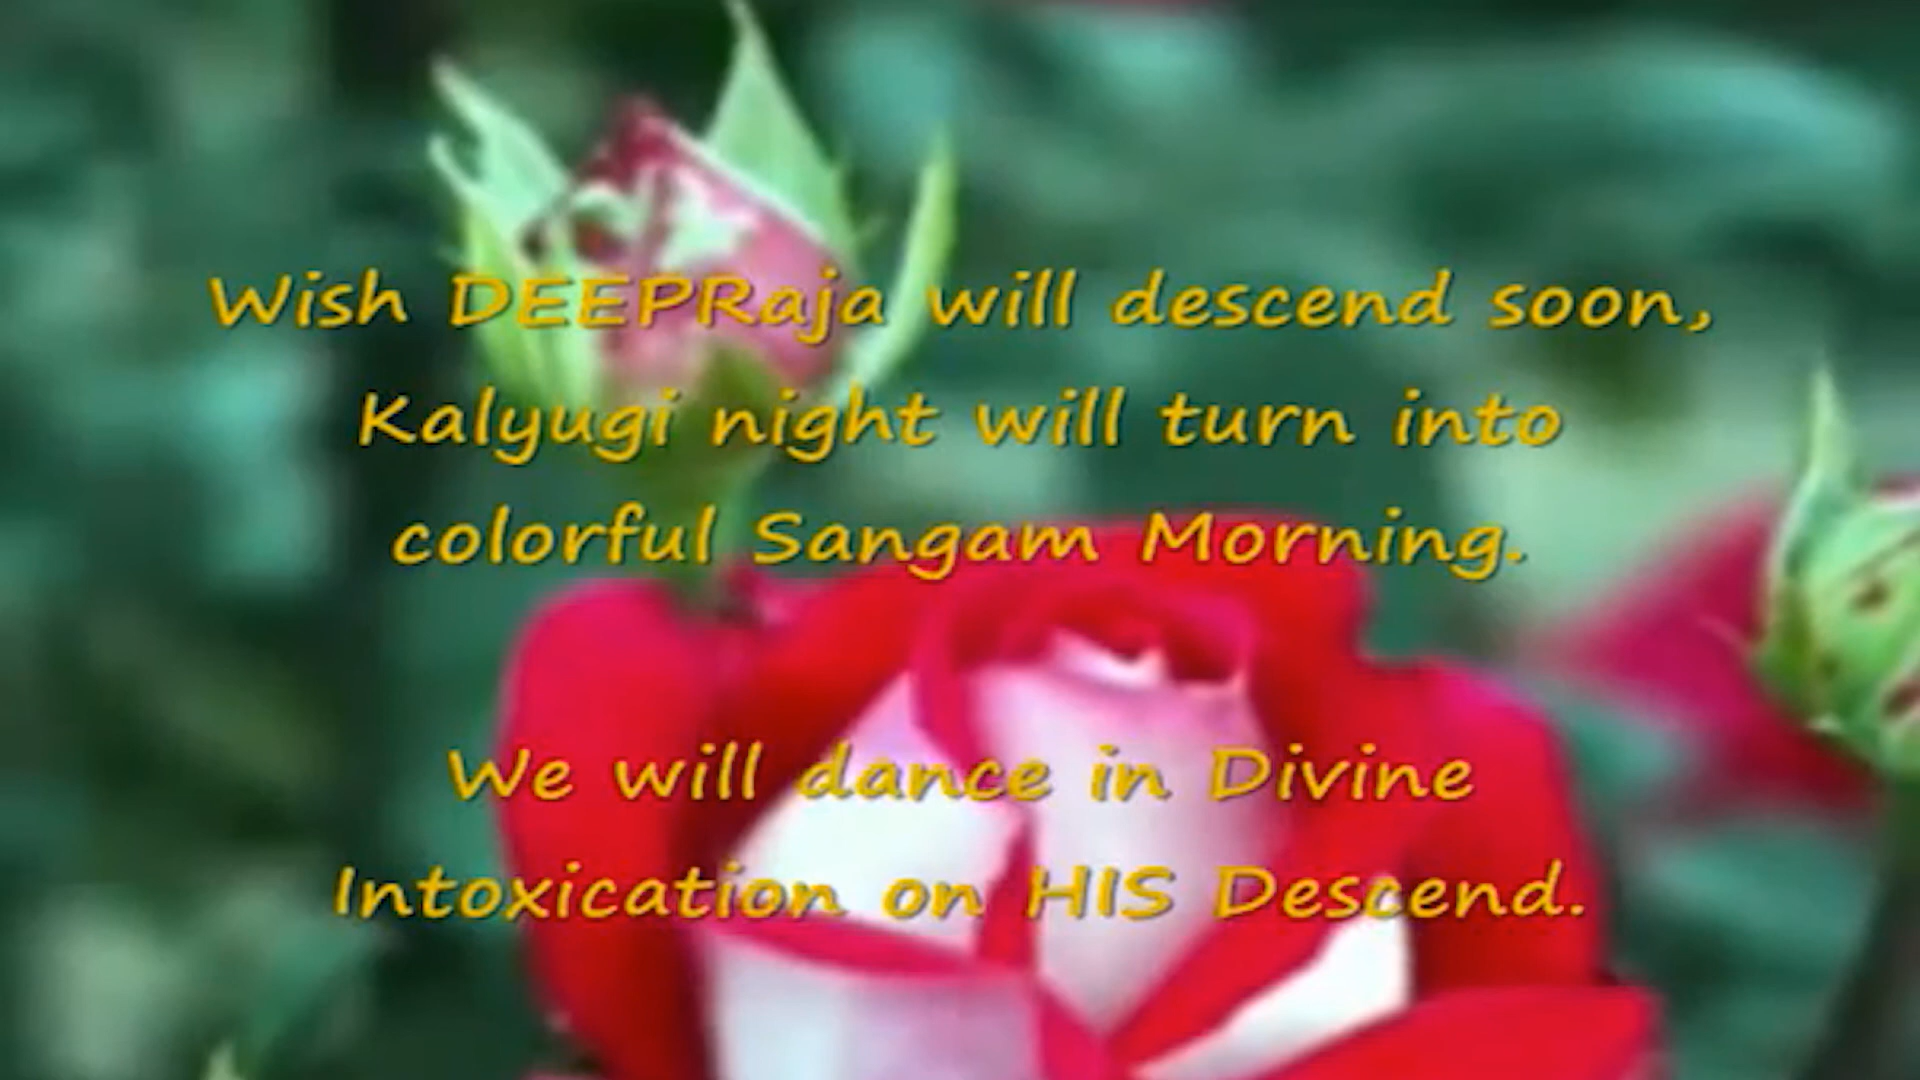 Wish DEEPRaja will descend soon,
Kalyugi night will turn into
colorful Sangam Morning.
We will dance in Divine
Intoxication on HIS Descend.